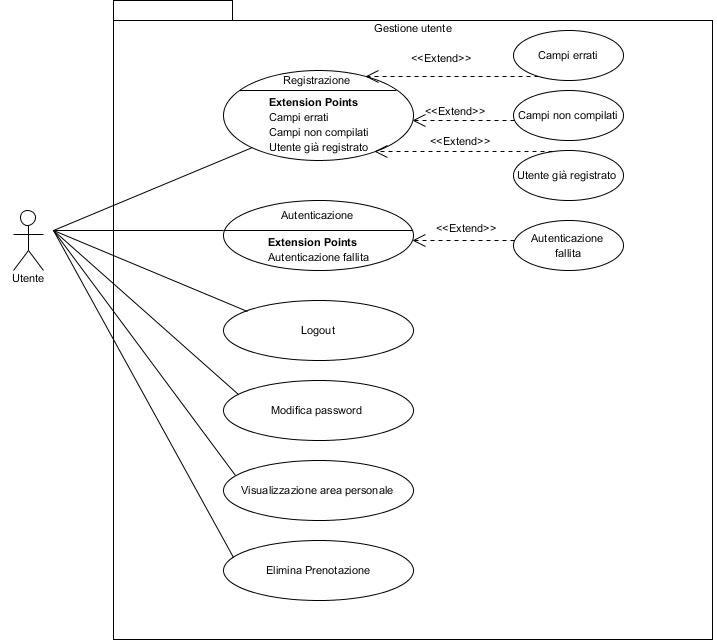 Gestione utente
<<Extend>>
Campi errati
Registrazione
Extension Points
Campi errati
Campi non compilati
Utente già registrato
<<Extend>>
Campi non compilati
<<Extend>>
Utente già registrato
Autenticazione
Extension Points
Autenticazione fallita
<<Extend>>
Autenticazione
fallita
Utente
Logout
Modifica password
Visualizzazione area personale
Elimina Prenotazione